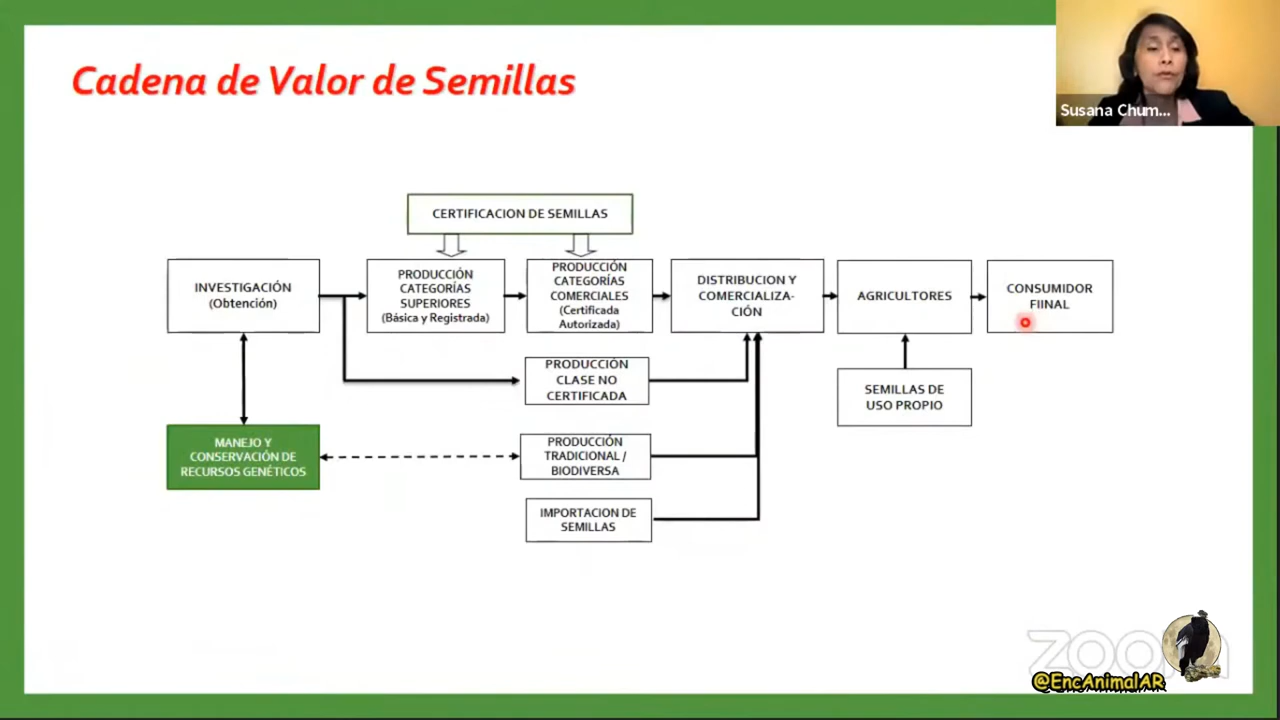 Cadena de Valor de Semillas
Susana Chum...
CERTIFICACION DE SEMILLAS
INVESTIGACIÓN
(Obtención)
PRODUCCIÓN
CATEGORÍAS
SUPERIORES
(Básica y Registrada)
PRODUCCIÓN
CATEGORÍAS
COMERCIALES
(Certificada
Autorizada)
DISTRIBUCION Y
COMERCIALIZA-
CIÓN
AGRICULTORES
CONSUMIDOR
FIINAL
PRODUCCIÓN
CLASE NO
CERTIFICADA
SEMILLAS DE
USO PROPIO
MANEJO Y
CONSERVACIÓN DE
RECURSOS GENÉTICOS
PRODUCCIÓN
TRADICIONAL /
BIODIVERSA
IMPORTACION DE
SEMILLAS
zoom
@EncAnimalAR